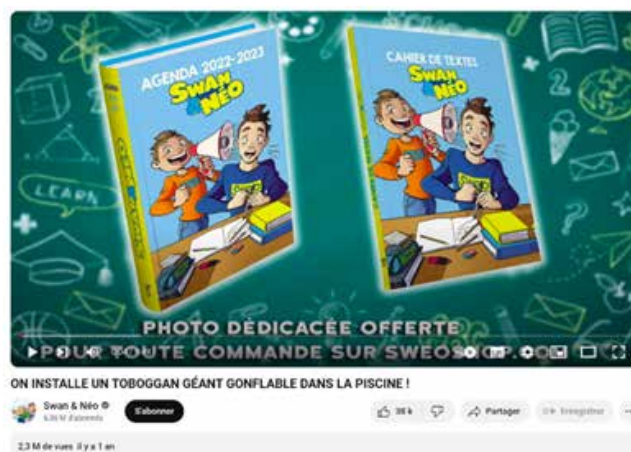 AGENDA 2022-2023
SWAN
& NÉO
CAHIER DE TEXTES
SWAN
& NÉO
LEARN
PHOTO DÉDICACÉE OFFERTE
POUR TOUTE COMMANDE SUR
ON INSTALLE UN TOBOGGAN GÉANT GONFLABLE DANS LA PISCINE !
Swan & Néo
S'abonner
38 k
Partager
Enregistrer
2,3 M de vues il y a 1 an